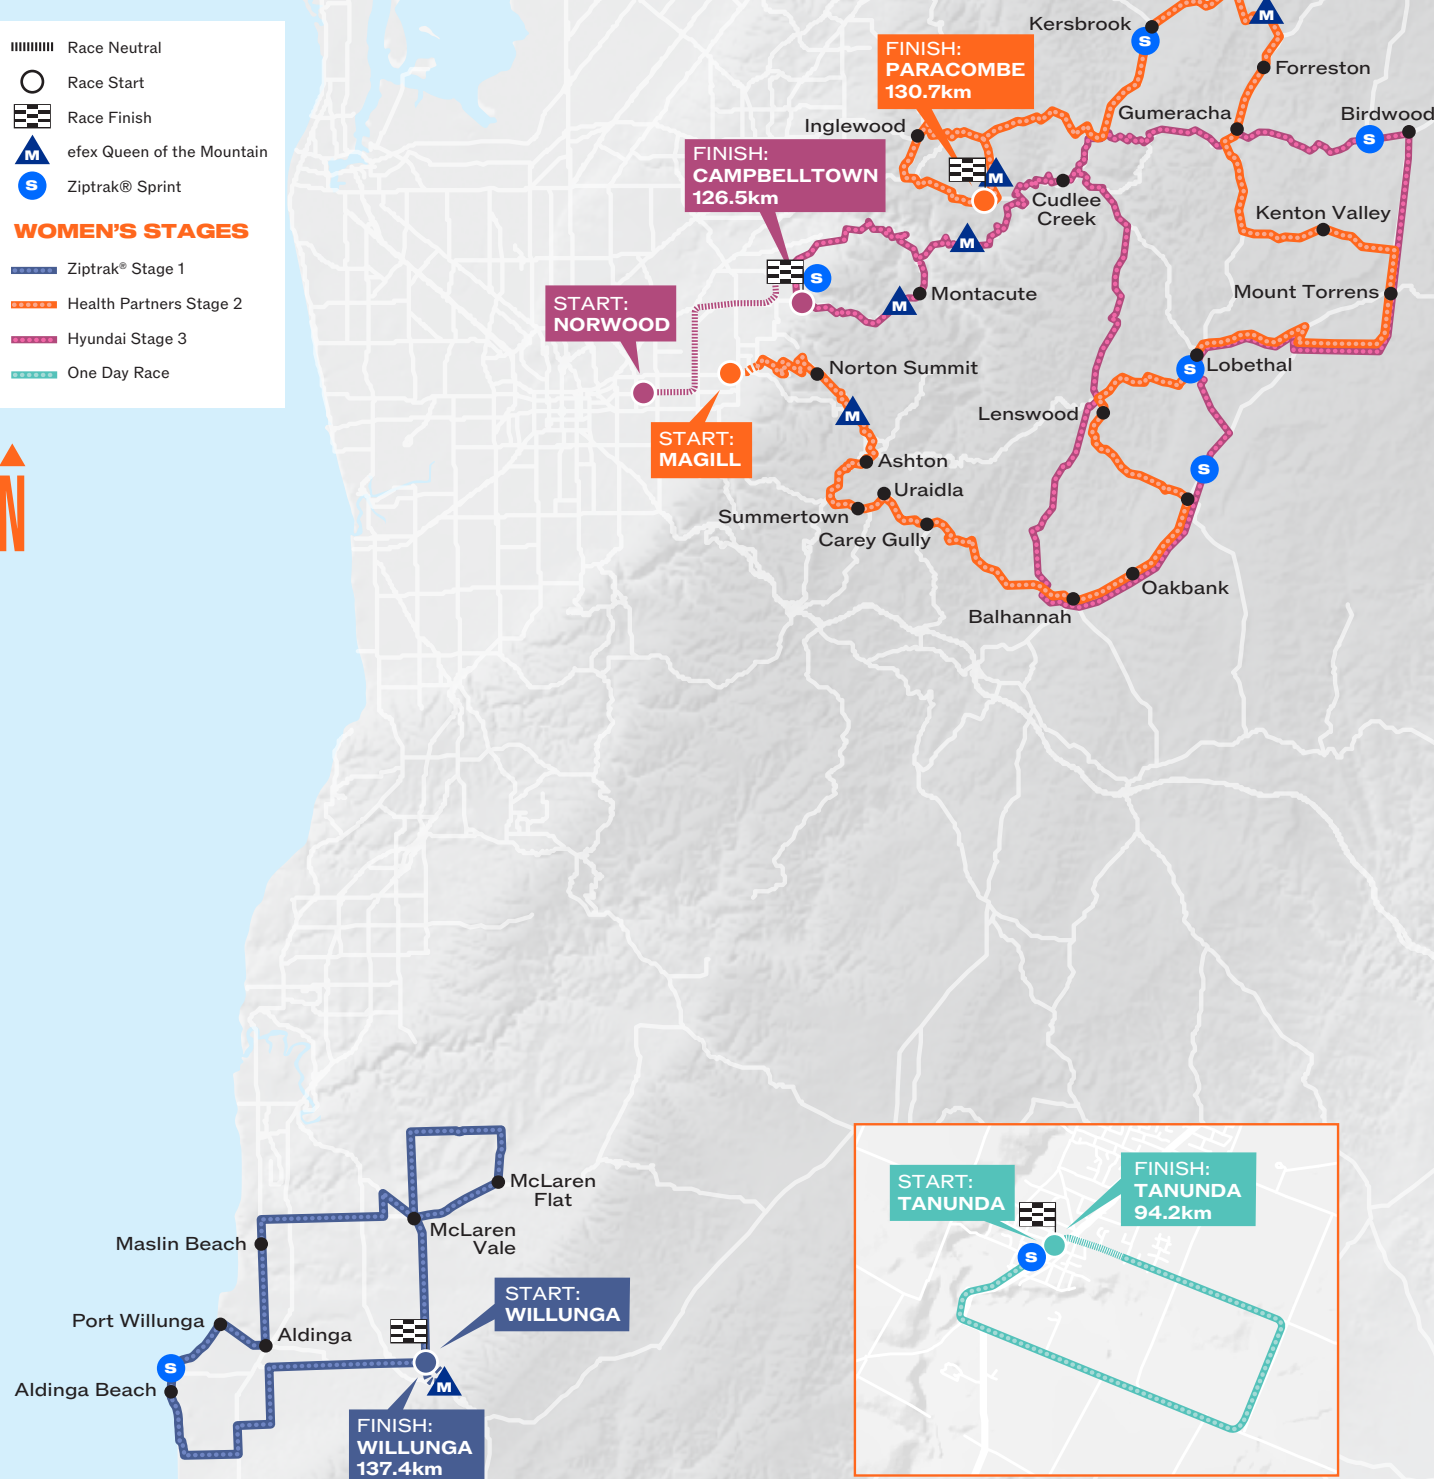 Race Neutral
Race Start
Race Finish
M
efex Queen of the Mountain
S
Ziptrak® Sprint
WOMEN'S STAGES
Ziptrak® Stage 1
Health Partners Stage 2
Hyundai Stage 3
One Day Race
N
M
Kersbrook
S
FINISH:
PARACOMBE
130.7km
Forreston
Gumeracha
Birdwood
Inglewood
S
FINISH:
CAMPBELLTOWN
126.5km
M
Cudlee
Creek
Kenton Valley
M
S
START:
NORWOOD
Montacute
M
Mount Torrens
Norton Summit
Lobethal
S
M
Lenswood
START:
MAGILL
Ashton
S
Uraidla
Summertown
Carey Gully
Oakbank
Balhannah
McLaren
Flat
McLaren
Vale
Maslin Beach
START:
WILLUNGA
Port Willunga
Aldinga
S
Aldinga Beach
M
FINISH:
WILLUNGA
137.4km
START:
TANUNDA
FINISH:
TANUNDA
94.2km
S